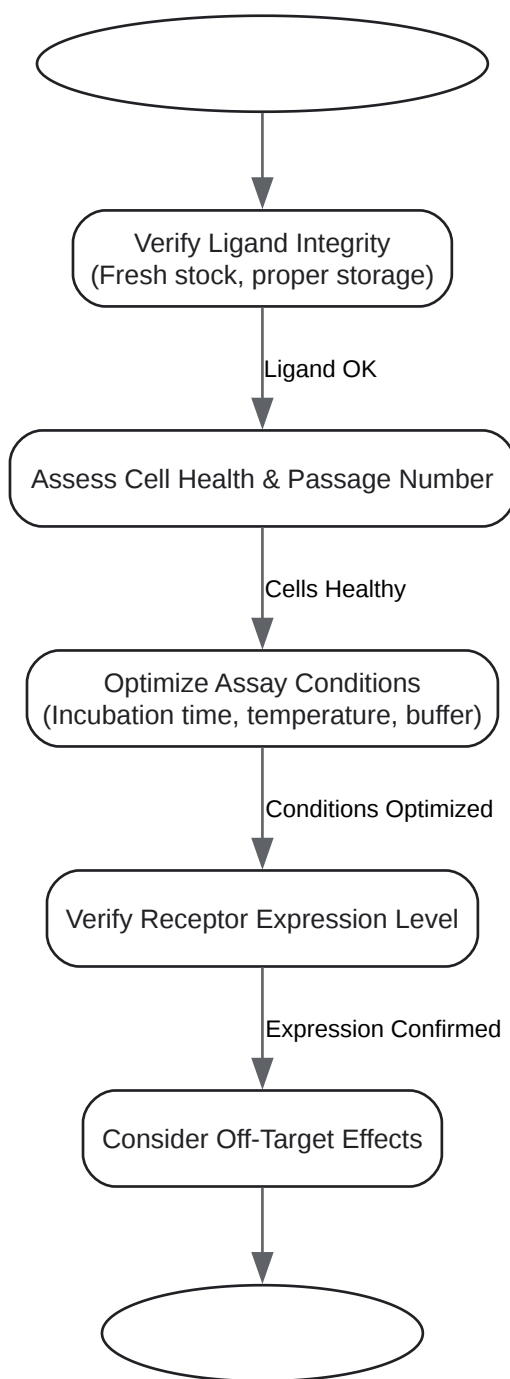 Verify Ligand Integrity
(Fresh stock, proper storage)
Ligand OK
Assess Cell Health & Passage Number
Cells Healthy
Optimize Assay Conditions
(Incubation time, temperature, buffer)
Conditions Optimized
Verify Receptor Expression Level
Expression Confirmed
Consider Off-Target Effects